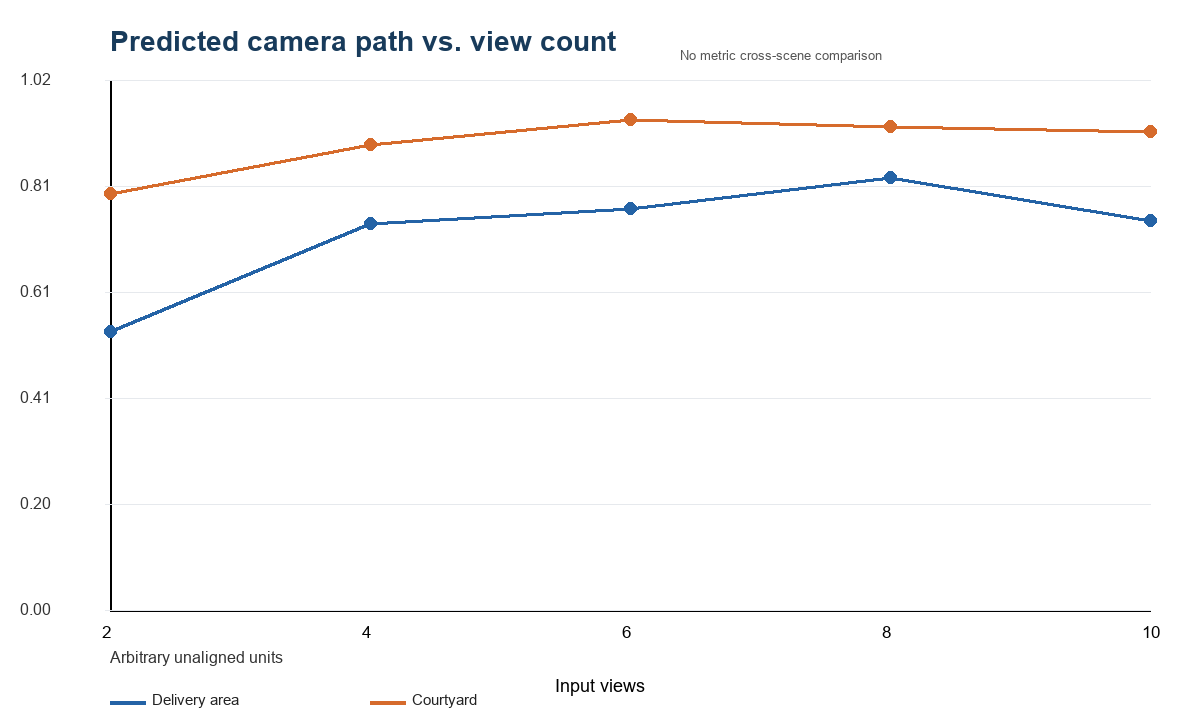 Predicted camera path vs. view count
No metric cross-scene comparison
1.02
0.81
0.61
0.41
0.20
0.00
2 4 6 8 10
Arbitrary unaligned units
Input views
Delivery area Courtyard